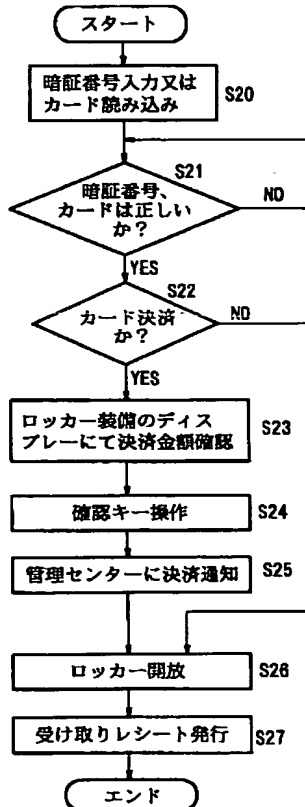 スタート
暗証番号入力又は
カード読み込み
S20
S21
暗証番号、
カードは正しい
か?
NO
YES
S22
カード決済
か?
NO
YES
ロッカー装備のディス
プレーにて決済金額確認
S23
確認キー操作
S24
管理センターに決済通知
S25
ロッカー開放
S26
受け取りレシート発行
S27
エンド